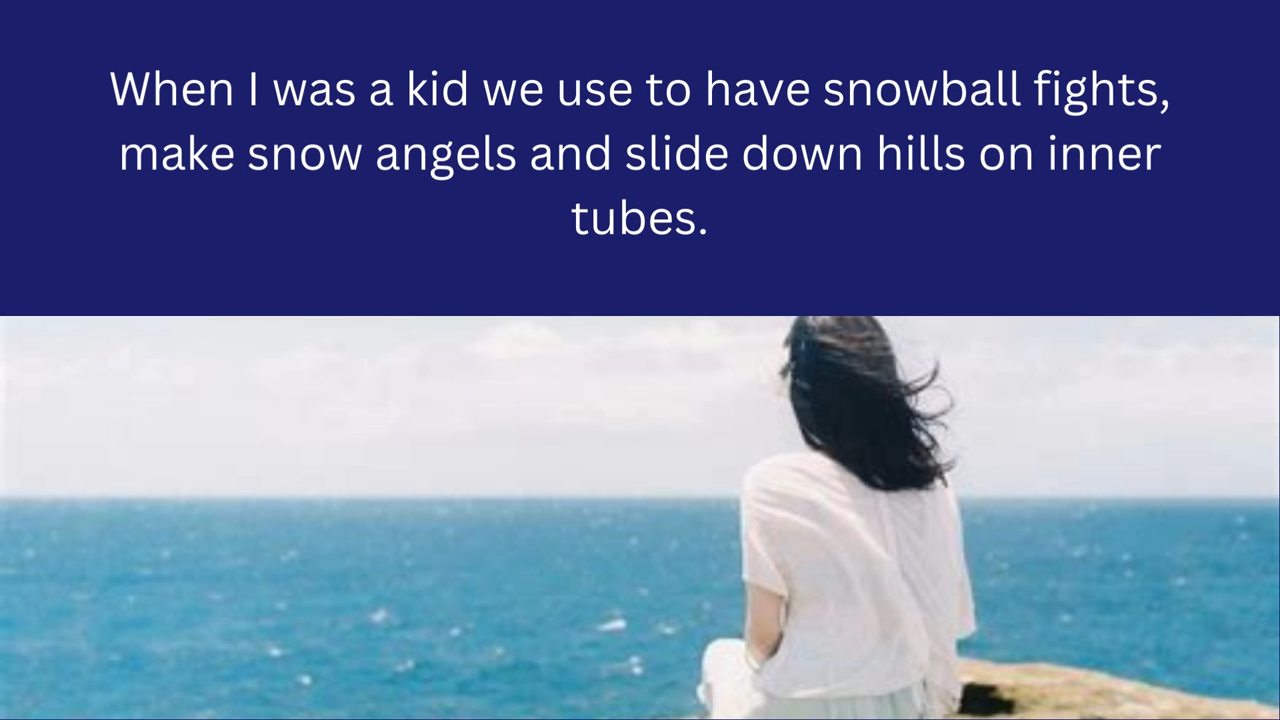 When I was a kid we use to have snowball fights,
make snow angels and slide down hills on inner
tubes.